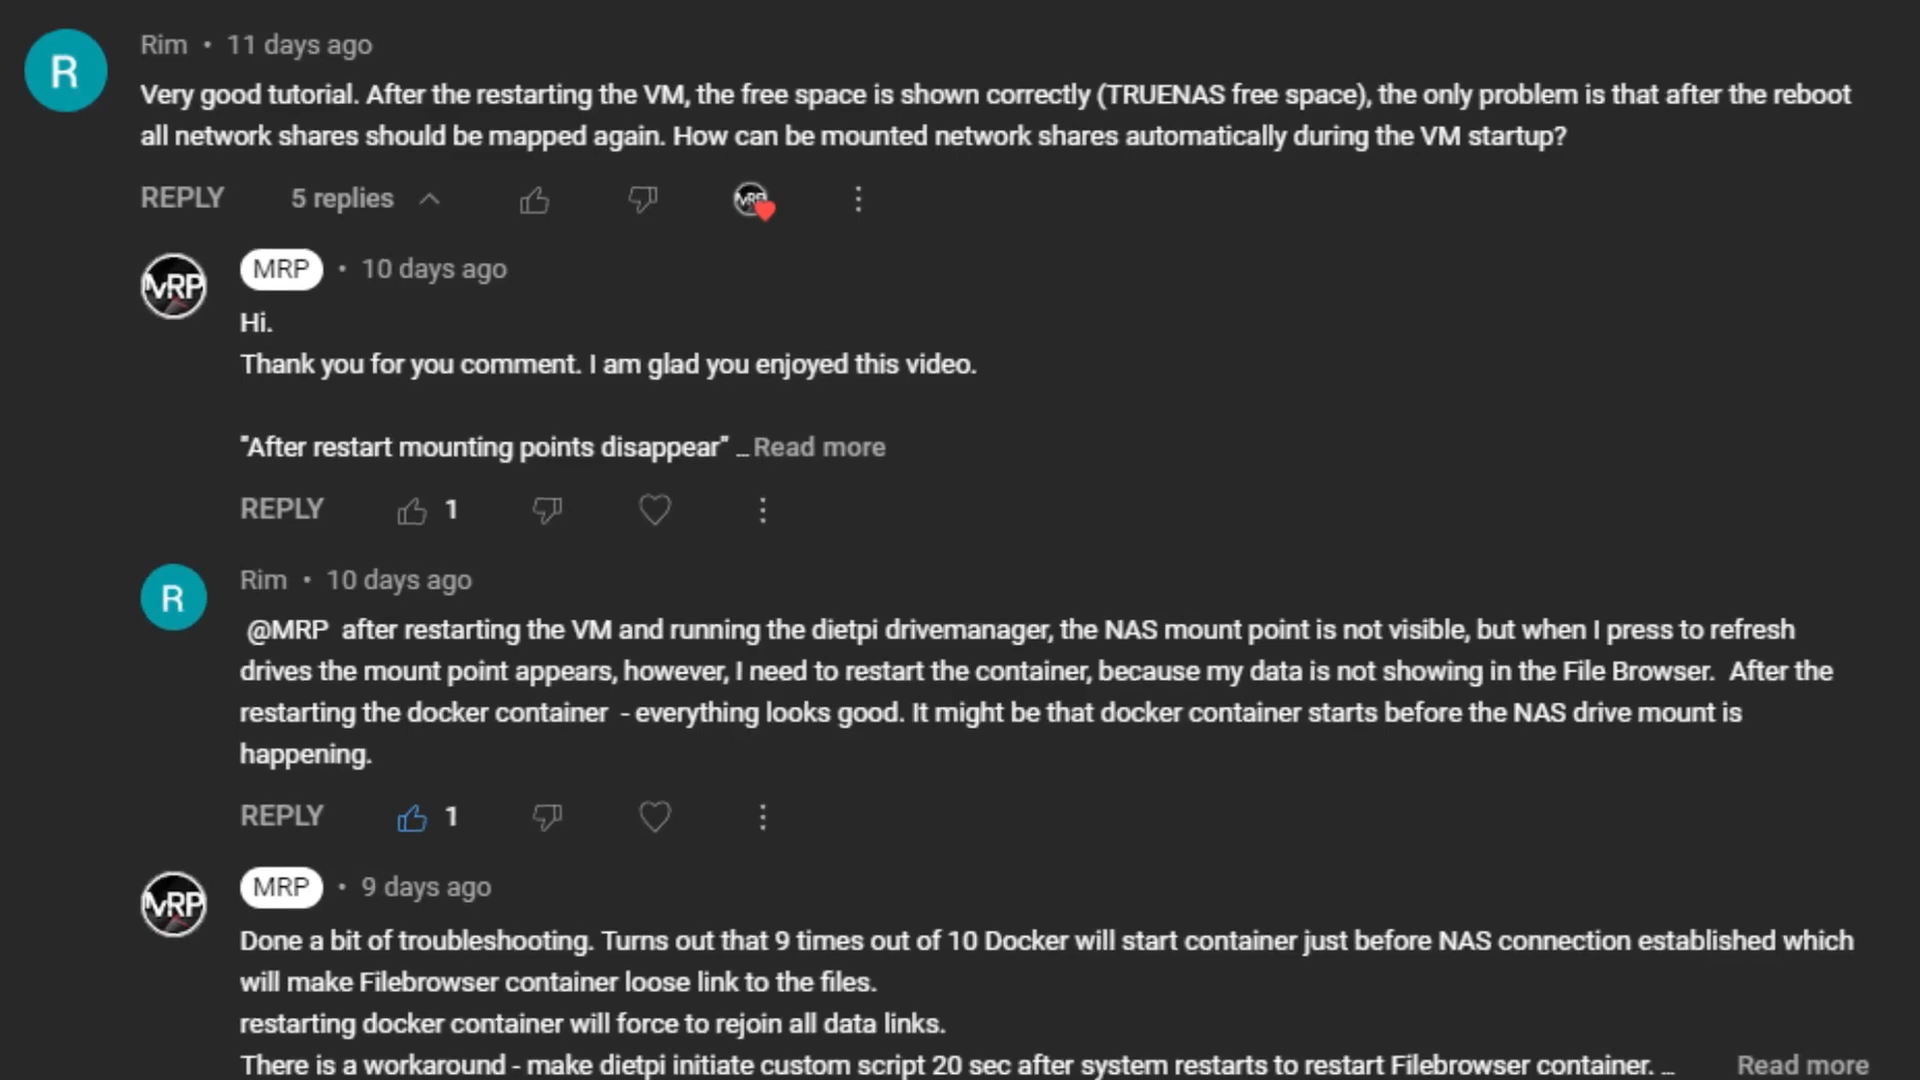 R
Rim • 11 days ago
Very good tutorial. After the restarting the VM, the free space is shown correctly (TRUENAS free space), the only problem is that after the reboot
all network shares should be mapped again. How can be mounted network shares automatically during the VM startup?
REPLY 5 replies MRP
MRP
MRP • 10 days ago
Hi.
Thank you for you comment. I am glad you enjoyed this video.
"After restart mounting points disappear" ... Read more
REPLY 1
R
Rim • 10 days ago
@MRP after restarting the VM and running the dietpi drivemanager, the NAS mount point is not visible, but when I press to refresh
drives the mount point appears, however, I need to restart the container, because my data is not showing in the File Browser. After the
restarting the docker container - everything looks good. It might be that docker container starts before the NAS drive mount is
happening.
REPLY 1
MRP
MRP • 9 days ago
Done a bit of troubleshooting. Turns out that 9 times out of 10 Docker will start container just before NAS connection established which
will make Filebrowser container loose link to the files.
restarting docker container will force to rejoin all data links.
There is a workaround - make dietpi initiate custom script 20 sec after system restarts to restart Filebrowser container. ... Read more